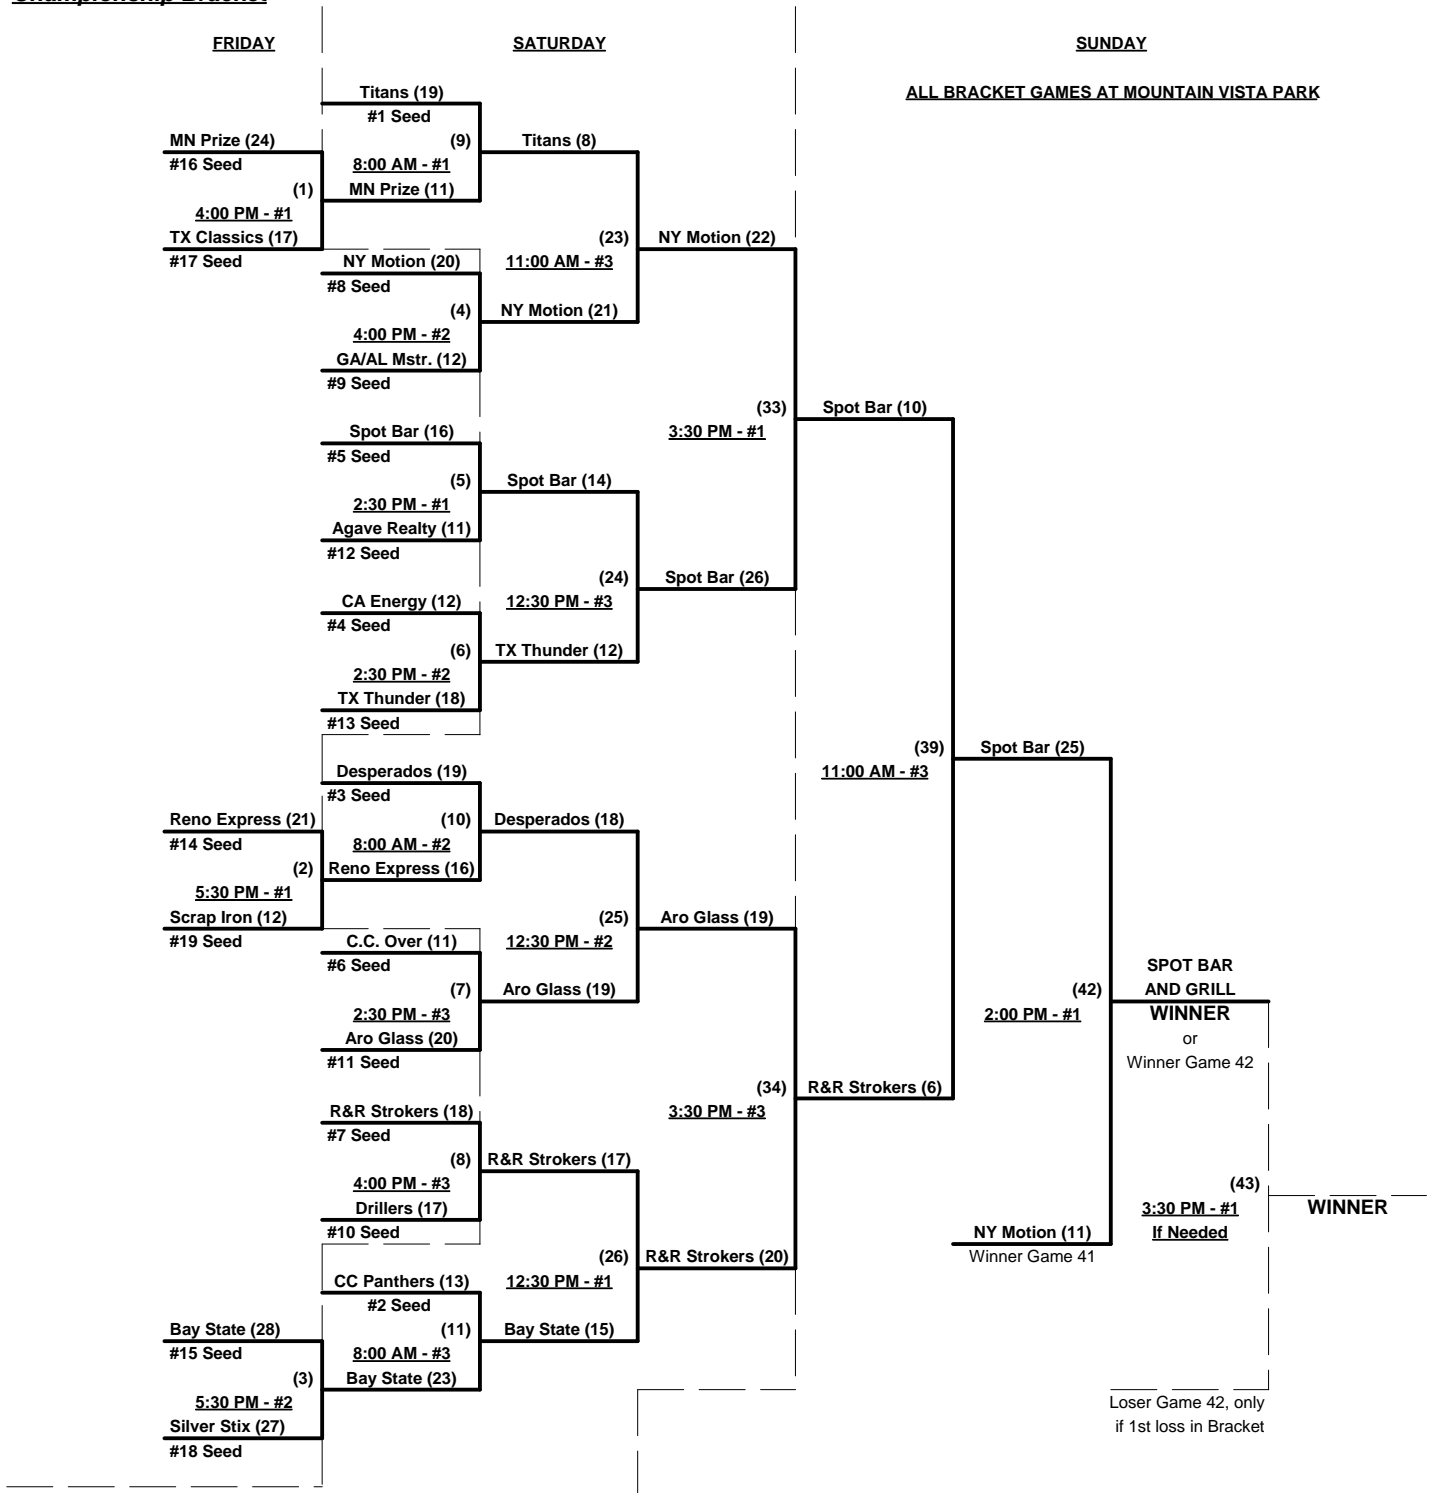 Championship Bracket
FRIDAY
SATURDAY
SUNDAY
ALL BRACKET GAMES AT MOUNTAIN VISTA PARK
Titans (19)
#1 Seed
MN Prize (24)
(9)
Titans (8)
#16 Seed
8:00 AM - #1
(1)
MN Prize (11)
4:00 PM - #1
TX Classics (17)
(23)
NY Motion (22)
#17 Seed
NY Motion (20)
11:00 AM - #3
#8 Seed
(4)
NY Motion (21)
4:00 PM - #2
GA/AL Mstr. (12)
#9 Seed
(33)
Spot Bar (10)
Spot Bar (16)
3:30 PM - #1
#5 Seed
(5)
Spot Bar (14)
2:30 PM - #1
Agave Realty (11)
#12 Seed
(24)
Spot Bar (26)
CA Energy (12)
12:30 PM - #3
#4 Seed
(6)
TX Thunder (12)
2:30 PM - #2
TX Thunder (18)
#13 Seed
(39)
Spot Bar (25)
Desperados (19)
11:00 AM - #3
#3 Seed
Reno Express (21)
(10)
Desperados (18)
#14 Seed
8:00 AM - #2
(2)
Reno Express (16)
5:30 PM - #1
Scrap Iron (12)
(25)
Aro Glass (19)
#19 Seed
C.C. Over (11)
12:30 PM - #2
#6 Seed
SPOT BAR
(7)
Aro Glass (19)
(42)
AND GRILL
2:30 PM - #3
2:00 PM - #1
WINNER
Aro Glass (20)
or
#11 Seed
Winner Game 42
(34)
R&R Strokers (6)
R&R Strokers (18)
3:30 PM - #3
#7 Seed
(8)
R&R Strokers (17)
4:00 PM - #3
(43)
Drillers (17)
3:30 PM - #1
WINNER
#10 Seed
NY Motion (11)
If Needed
(26)
R&R Strokers (20)
Winner Game 41
CC Panthers (13)
12:30 PM - #1
#2 Seed
Bay State (28)
(11)
Bay State (15)
#15 Seed
8:00 AM - #3
(3)
Bay State (23)
5:30 PM - #2
Loser Game 42, only
Silver Stix (27)
if 1st loss in Bracket
#18 Seed